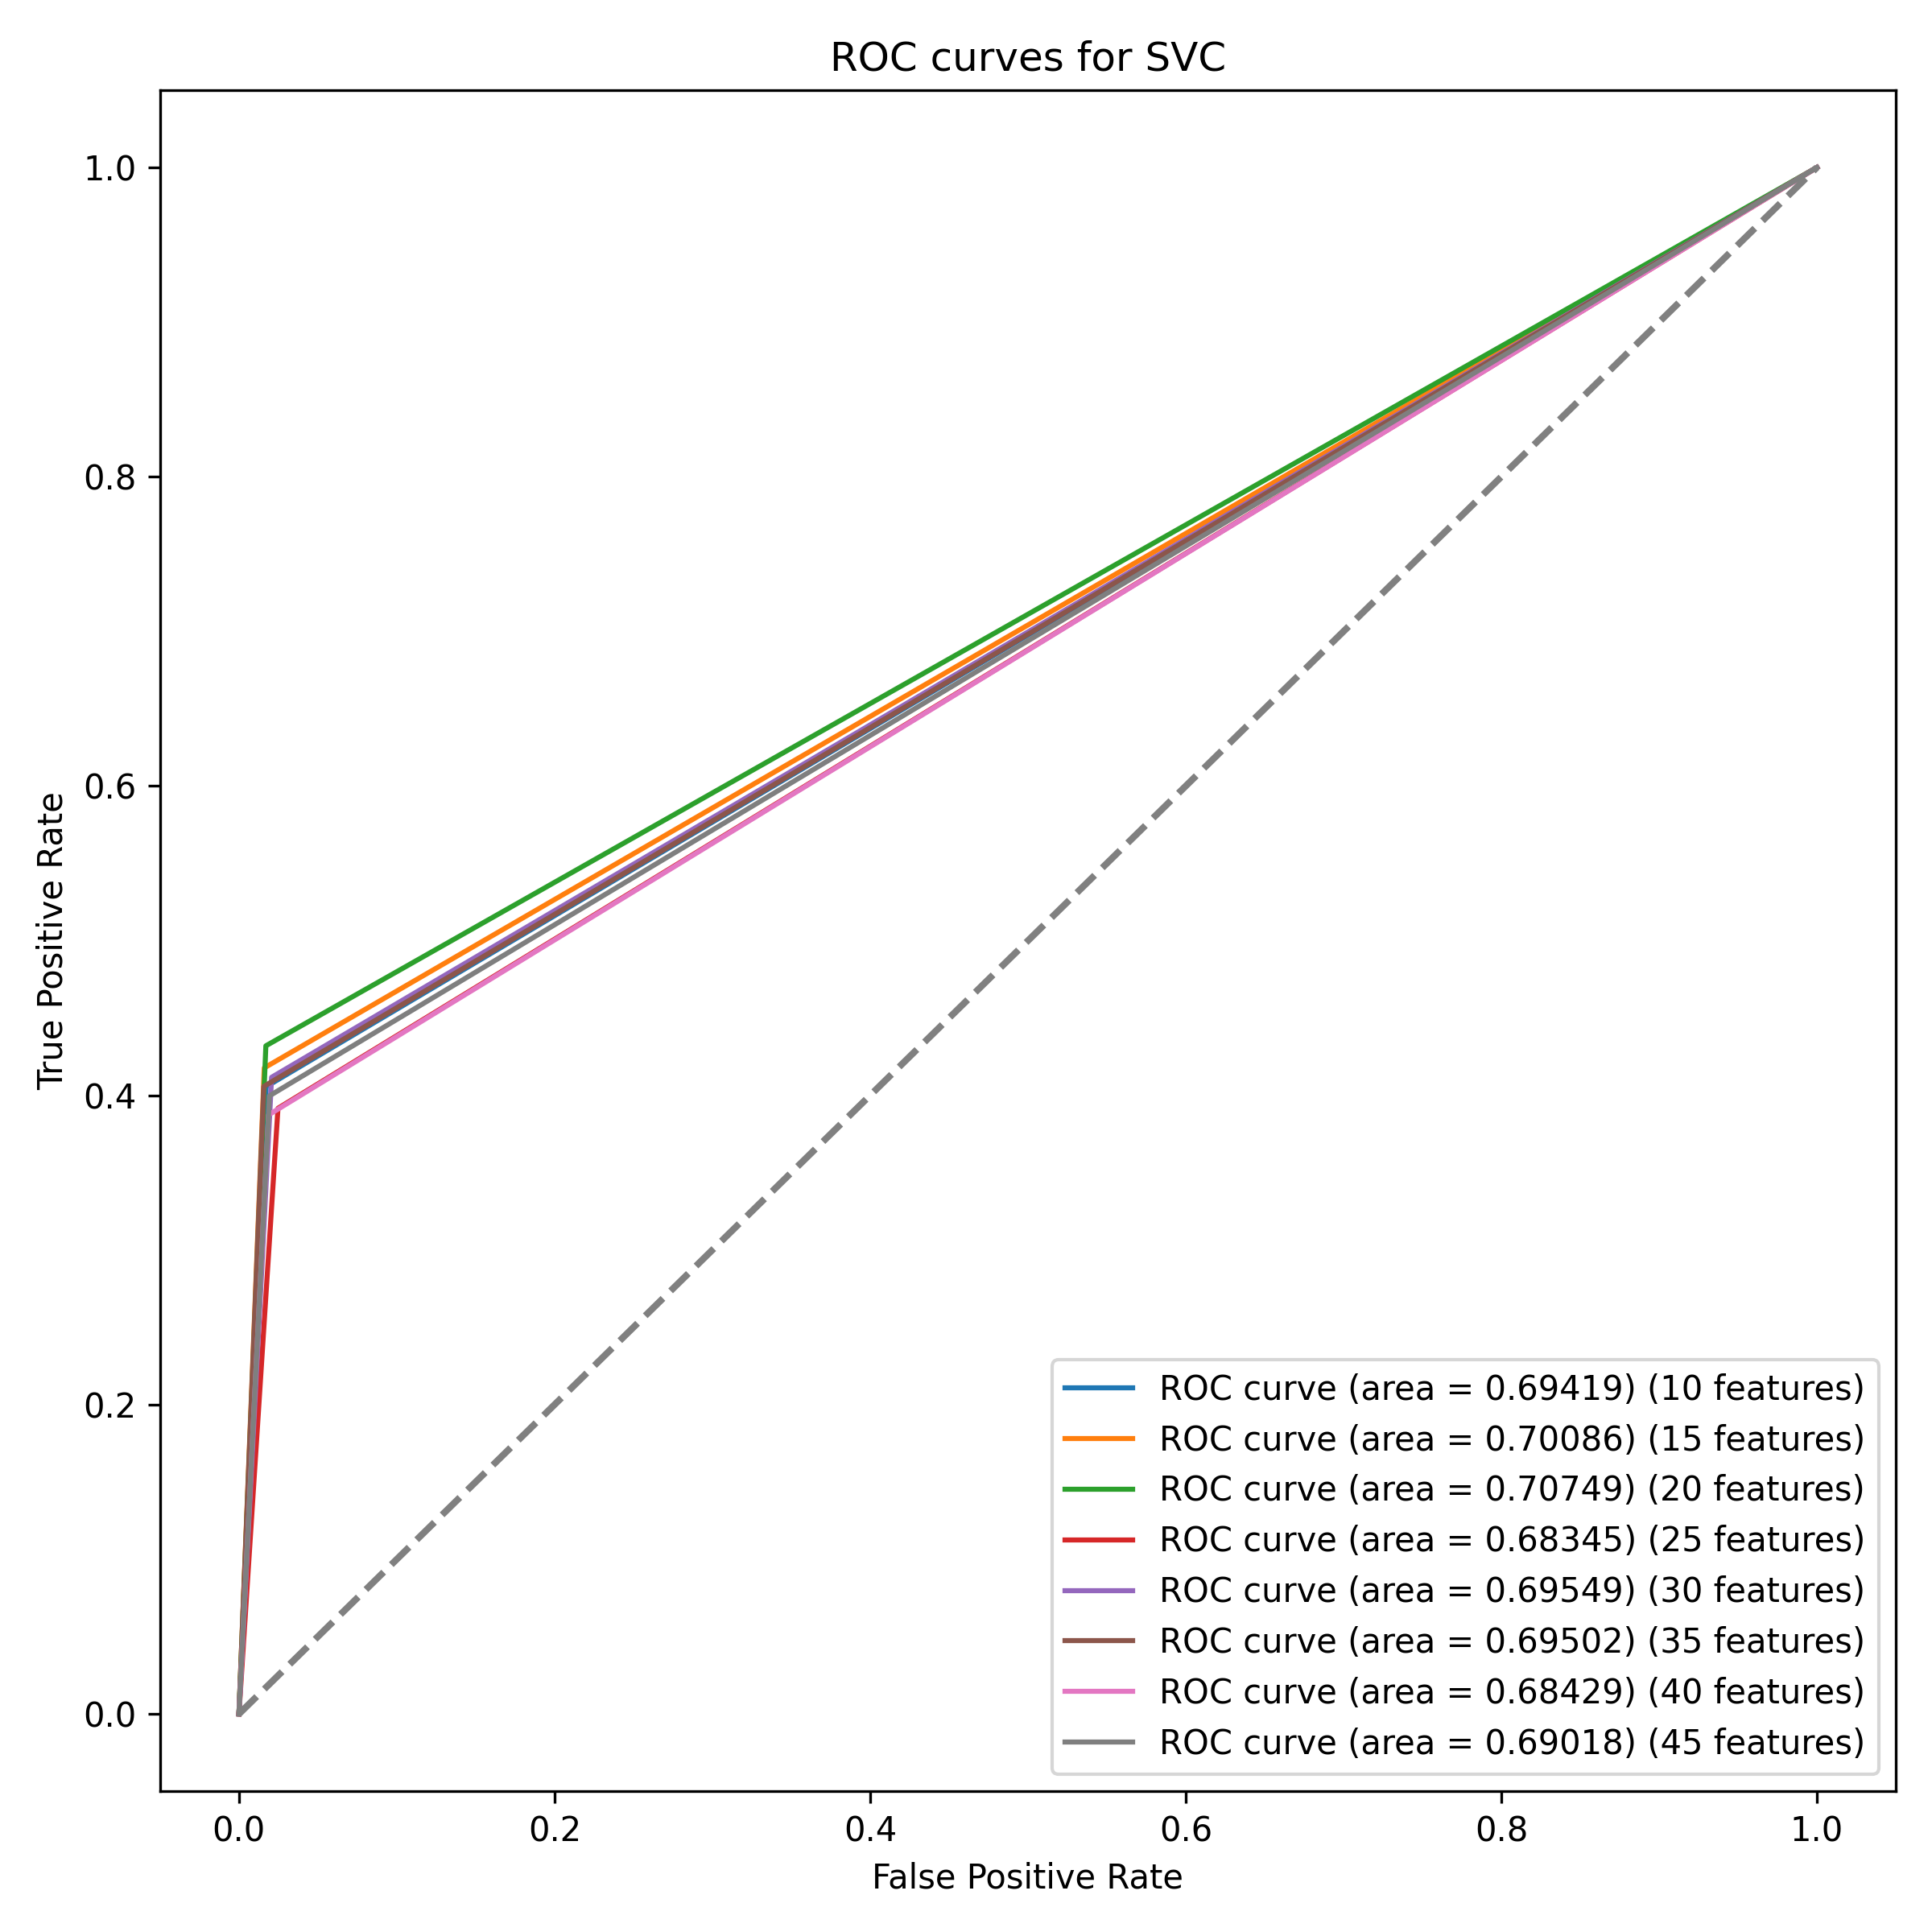 ROC curves for SVC
1.0
0.8
0.6
0.4
0.2
0.0
True Positive Rate
ROC curve (area = 0.69419) (10 features)
ROC curve (area = 0.70086) (15 features)
ROC curve (area = 0.70749) (20 features)
ROC curve (area = 0.68345) (25 features)
ROC curve (area = 0.69549) (30 features)
ROC curve (area = 0.69502) (35 features)
ROC curve (area = 0.68429) (40 features)
ROC curve (area = 0.69018) (45 features)
0.0 0.2 0.4 0.6 0.8 1.0
False Positive Rate